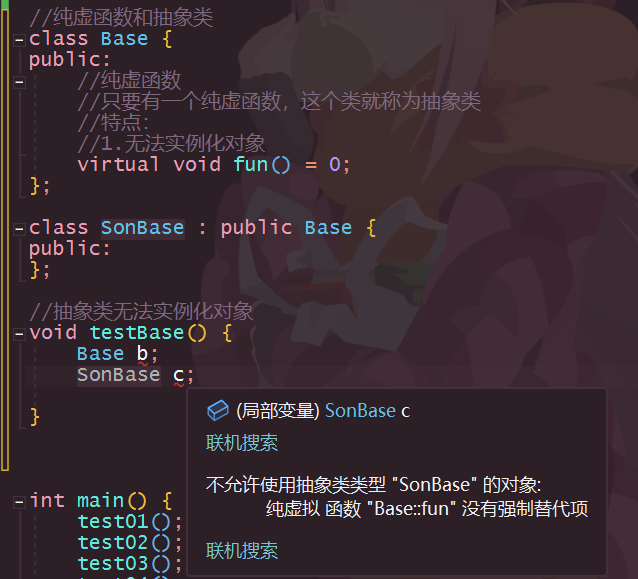 //纯虚函数和抽象类
class Base {
public:
//纯虚函数
//只要有一个纯虚函数，这个类就称为抽象类
//特点：
//1.无法实例化对象
virtual void fun() = 0;
};
class SonBase : public Base {
public:
};
//抽象类无法实例化对象
void testBase() {
Base b;
SonBase c;
}
(局部变量) SonBase c
联机搜索
不允许使用抽象类类型 "SonBase" 的对象:
纯虚拟 函数 "Base::fun" 没有强制替代项
联机搜索
int main() {
test01();
test02();
test03();